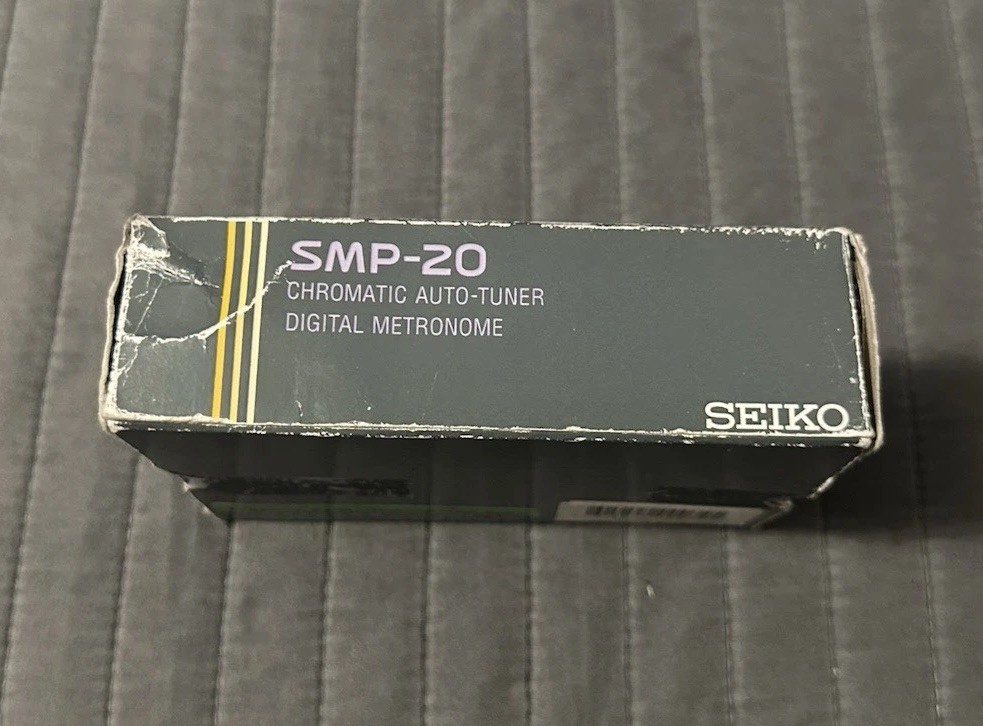 SMP-20
CHROMATIC AUTO-TUNER
DIGITAL METRONOME
SEIKO